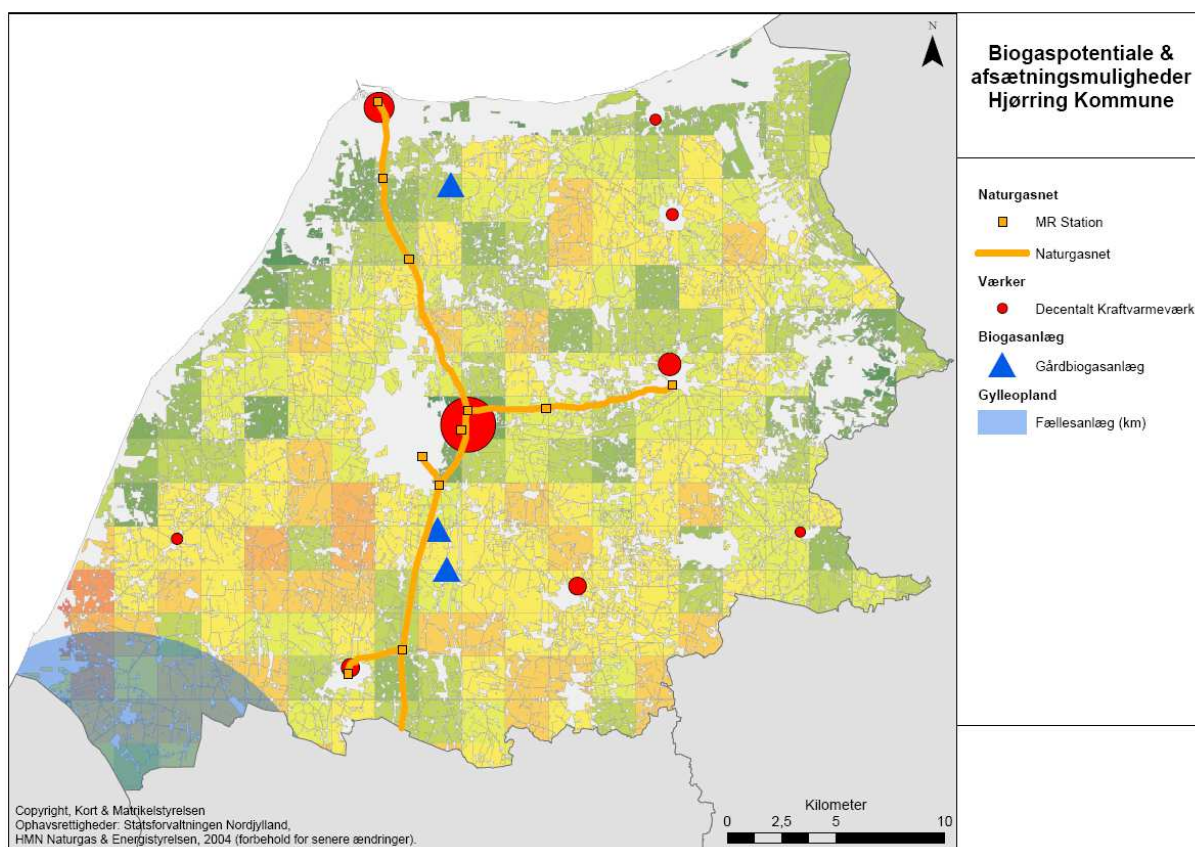 Biogaspotentiale &
afsætningsmuligheder
Hjørring Kommune
N
Naturgasnet
MR Station
Naturgasnet
Værker
Decentalt Kraftvarmeværk
Biogasanlæg
Gårdbiogasanlæg
Gylleopland
Fællesanlæg (km)
Copyright, Kort & Matrikelstyrelsen
Ophavsrettigheder: Statsforvaltningen Nordjylland,
HMN Naturgas & Energistyrelsen, 2004 (forbehold for senere ændringer).
Kilometer
0 2,5 5 10